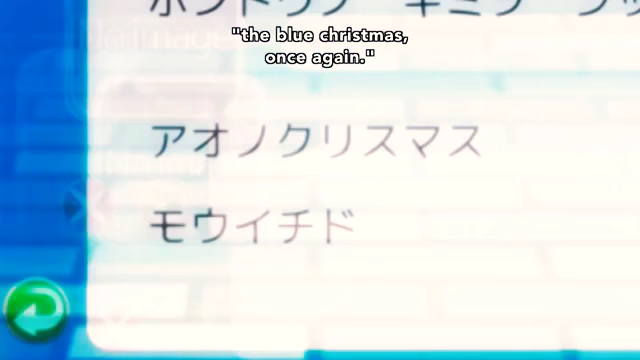 "the blue christmas,
once again."
アオノクリスマス
モウイチド